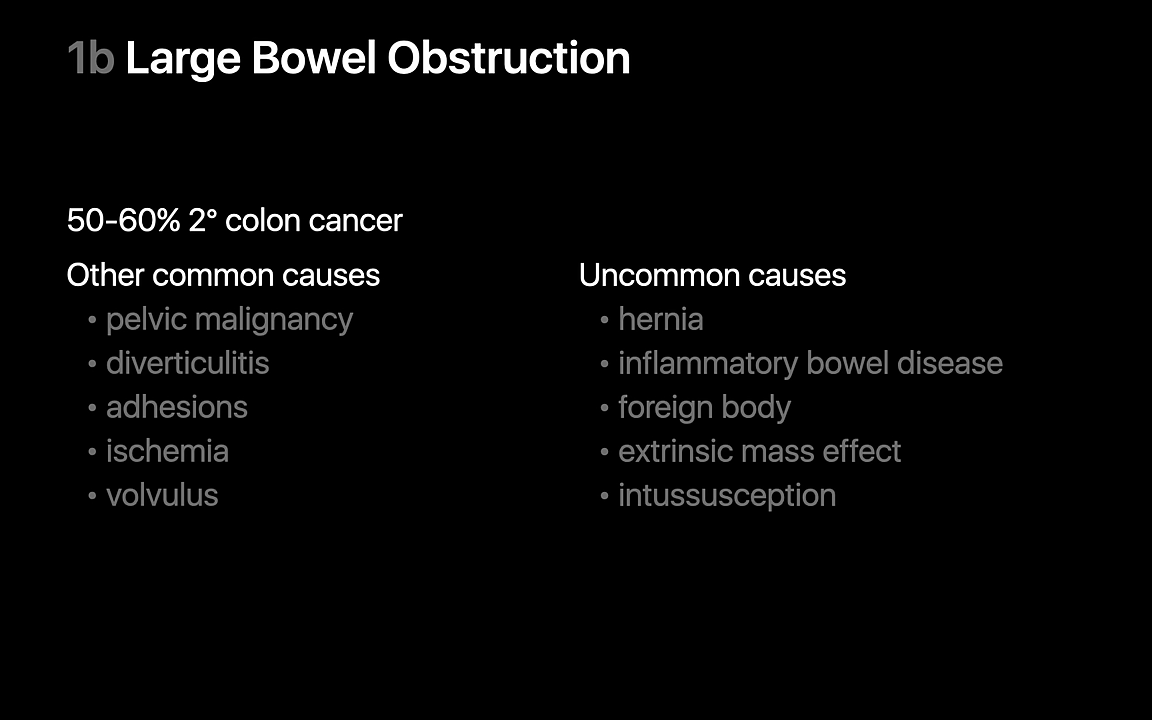 1b Large Bowel Obstruction
50-60% 2° colon cancer
Other common causes
• pelvic malignancy
• diverticulitis
• adhesions
• ischemia
• volvulus
Uncommon causes
• hernia
• inflammatory bowel disease
• foreign body
• extrinsic mass effect
• intussusception